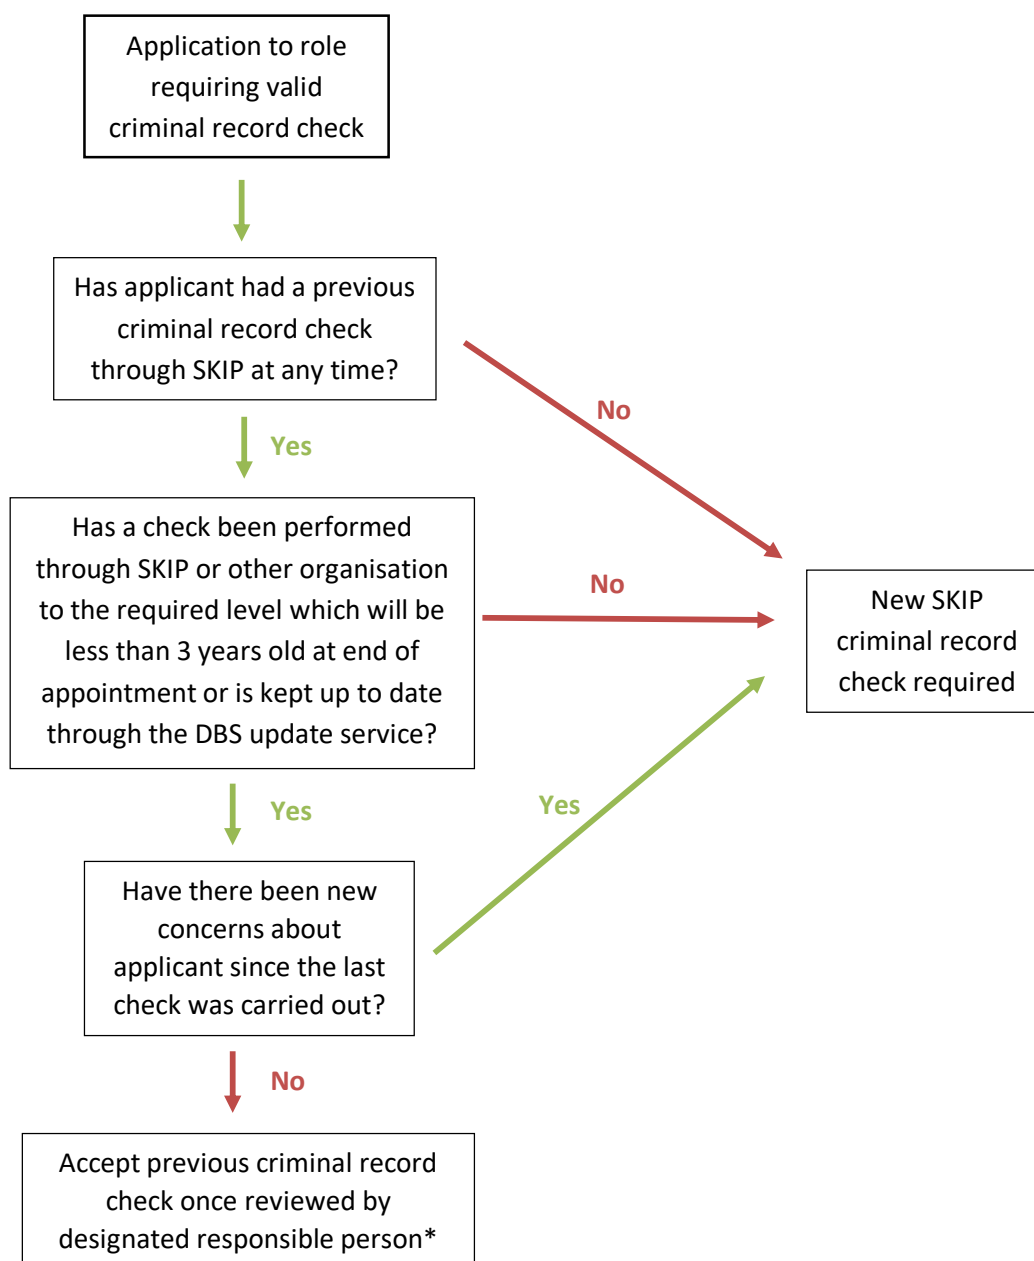 Application to role
requiring valid
criminal record check
Has applicant had a previous
criminal record check
through SKIP at any time?
No
Yes
Has a check been performed
through SKIP or other organisation
to the required level which will be
less than 3 years old at end of
appointment or is kept up to date
through the DBS update service?
No
New SKIP
criminal record
check required
Yes
Yes
Have there been new
concerns about
applicant since the last
check was carried out?
No
Accept previous criminal record
check once reviewed by
designated responsible person*